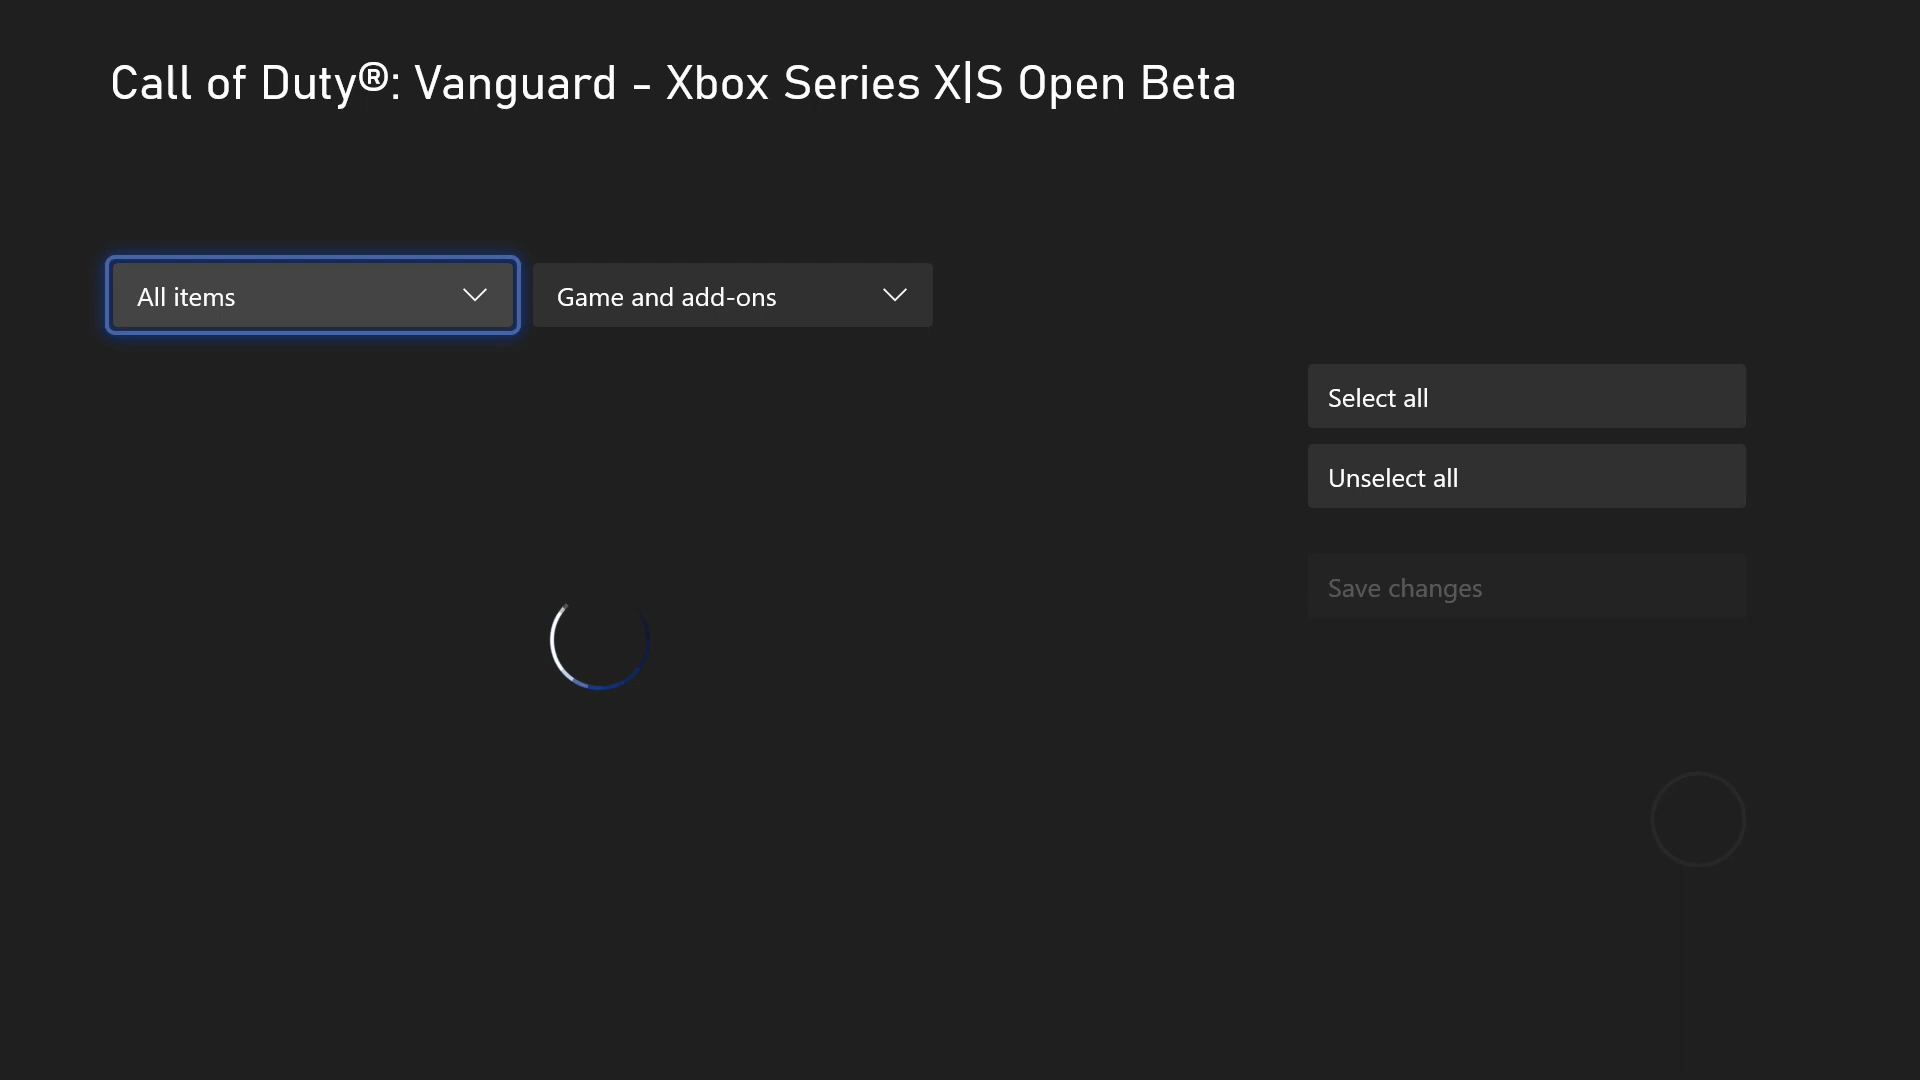 Call of Duty®: Vanguard - Xbox Series X|S Open Beta
All items
Game and add-ons
Select all
Unselect all
Save changes